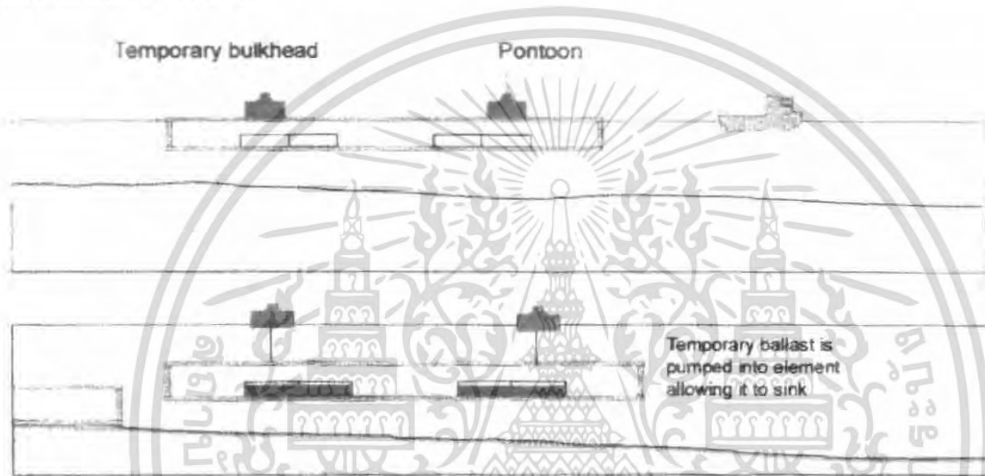 Temporary bulkhead
Pontoon
Temporary ballast is
pumped into element
allowing it to sink